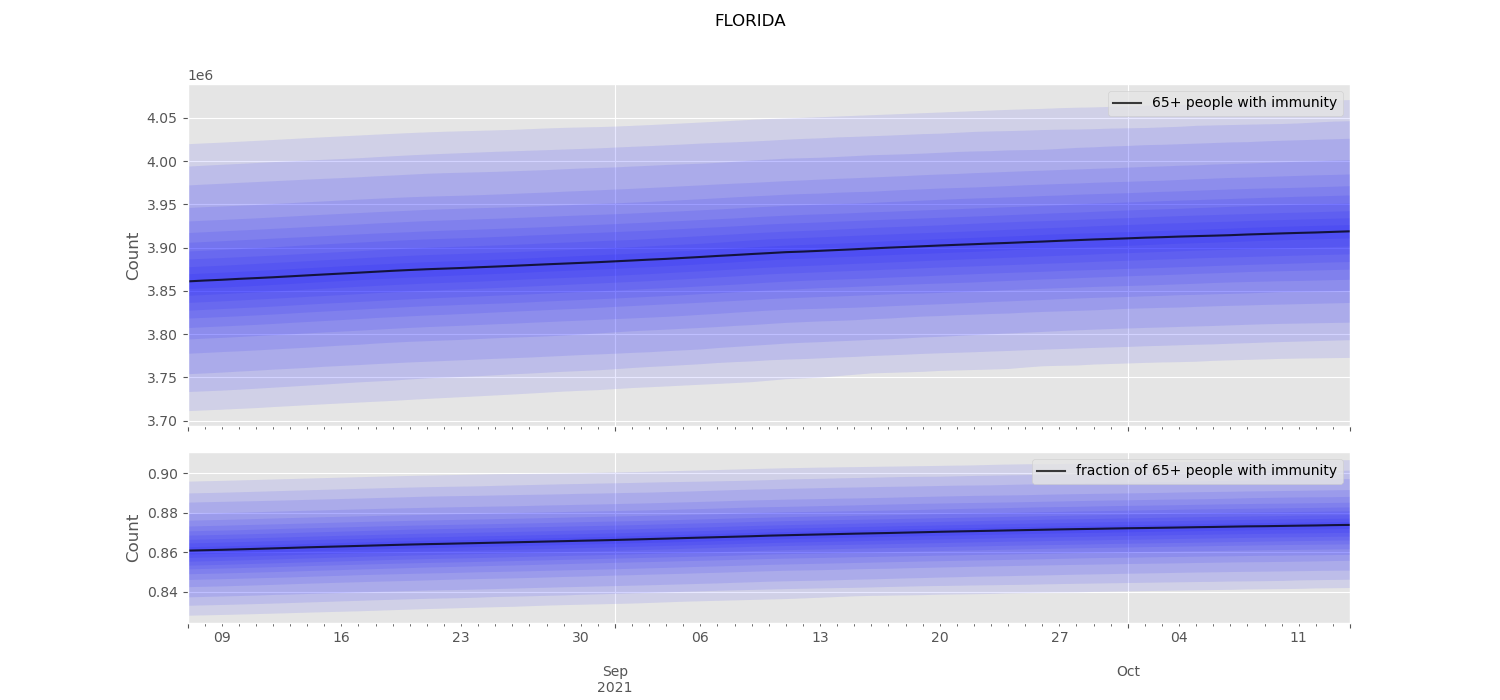 FLORIDA
1e6
65+ people with immunity
4.05
4.00
3.95
3.90
3.85
3.80
3.75
3.70
Count
fraction of 65+ people with immunity
0.90
0.88
0.86
0.84
Count
09 16 23 30 06 13 20 27 04 11
Sep Oct
2021